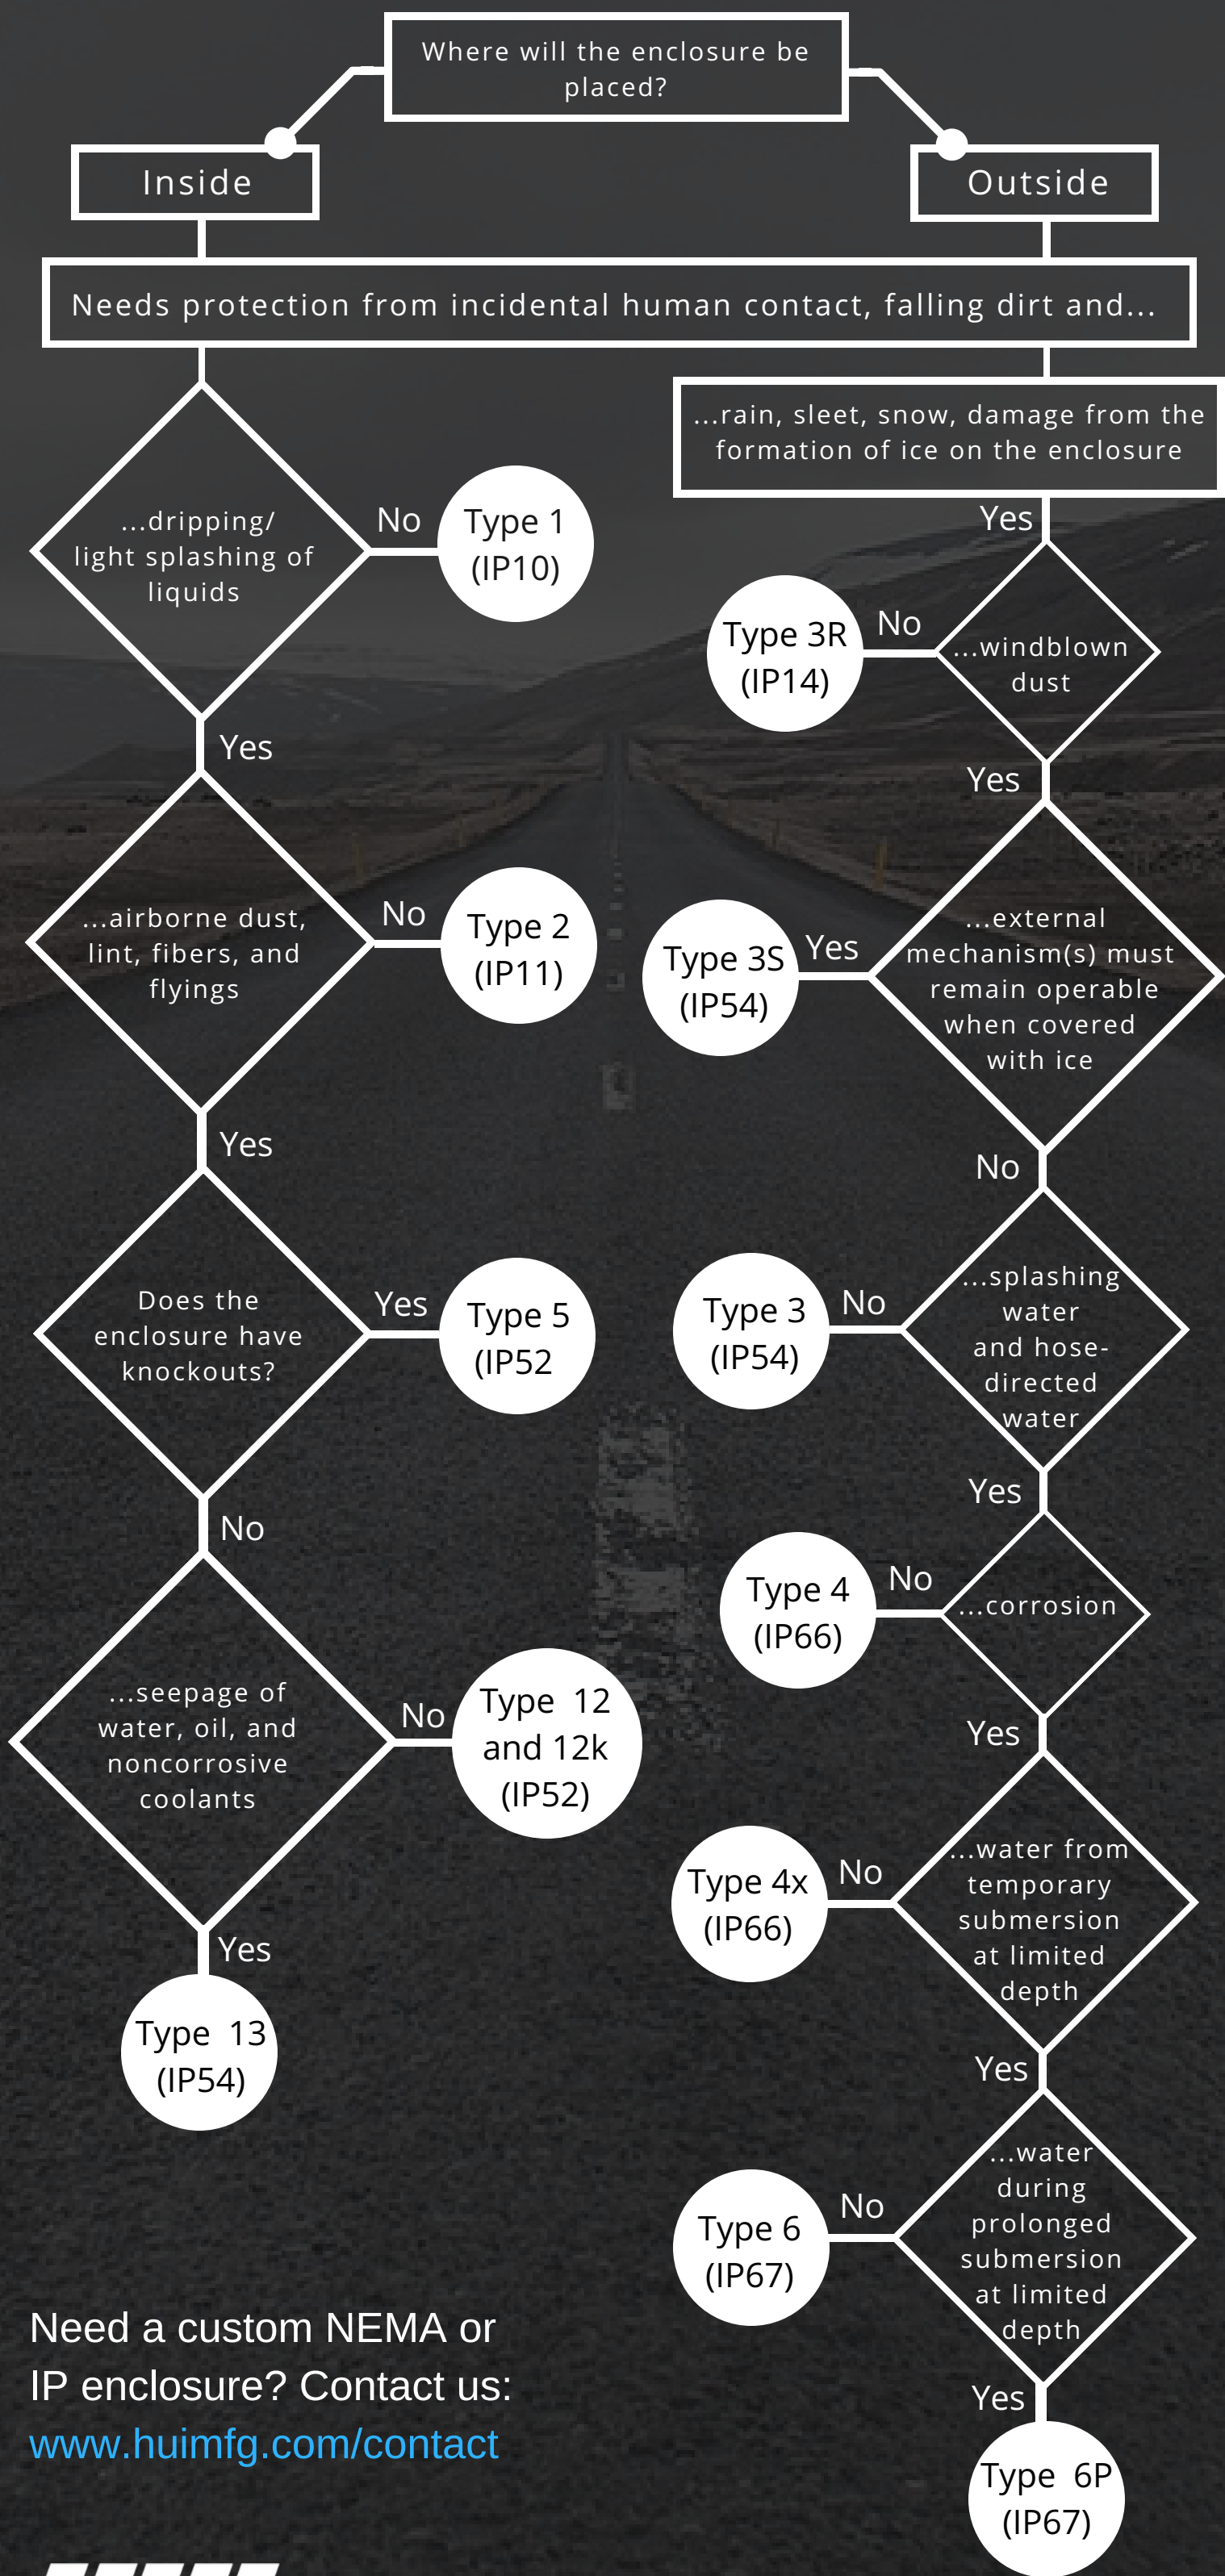 Where will the enclosure be
placed?
Inside
Outside
Needs protection from incidental human contact, falling dirt and...
...dripping/
light splashing of
liquids
No
Type 1
(IP10)
Yes
...airborne dust,
lint, fibers, and
flyings
No
Type 2
(IP11)
Yes
Does the
enclosure have
knockouts?
Yes
Type 5
(IP52
No
...seepage of
water, oil, and
noncorrosive
coolants
No
Type 12
and 12k
(IP52)
Yes
Type 13
(IP54)
...rain, sleet, snow, damage from the
formation of ice on the enclosure
Yes
...windblown
dust
No
Type 3R
(IP14)
Yes
...external
mechanism(s) must
remain operable
when covered
with ice
Yes
Type 3S
(IP54)
No
...splashing
water
and hose-
directed
water
No
Type 3
(IP54)
Yes
...corrosion
No
Type 4
(IP66)
Yes
...water from
temporary
submersion
at limited
depth
No
Type 4x
(IP66)
Yes
...water
during
prolonged
submersion
at limited
depth
No
Type 6
(IP67)
Yes
Type 6P
(IP67)
Need a custom NEMA or
IP enclosure? Contact us:
www.huimfg.com/contact